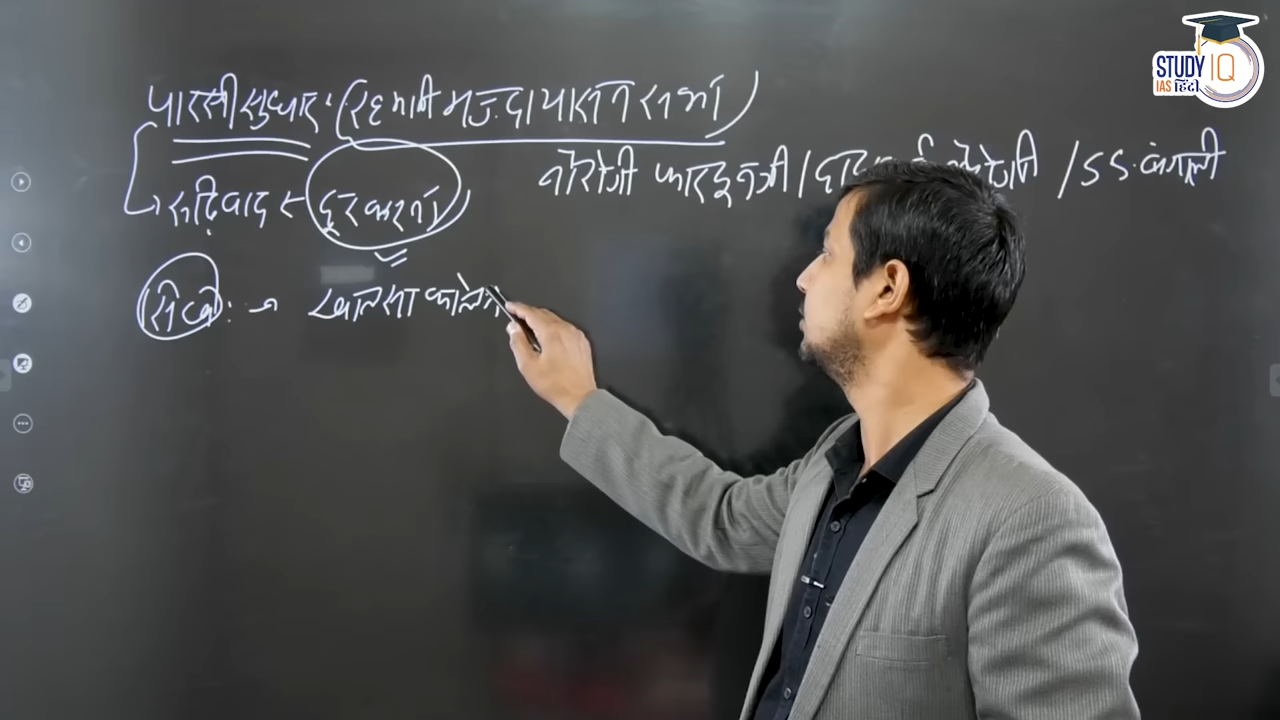 STUDY IQ
IAS हिंदी
पारसी सुधार: (रहनुमाई मज.दायासन सभा)
नौरोजी फरदूनजी / नौरोजी / S.S. बंगाली
रूढ़िवाद दूर करना)
सिख: → खालसा कालेज